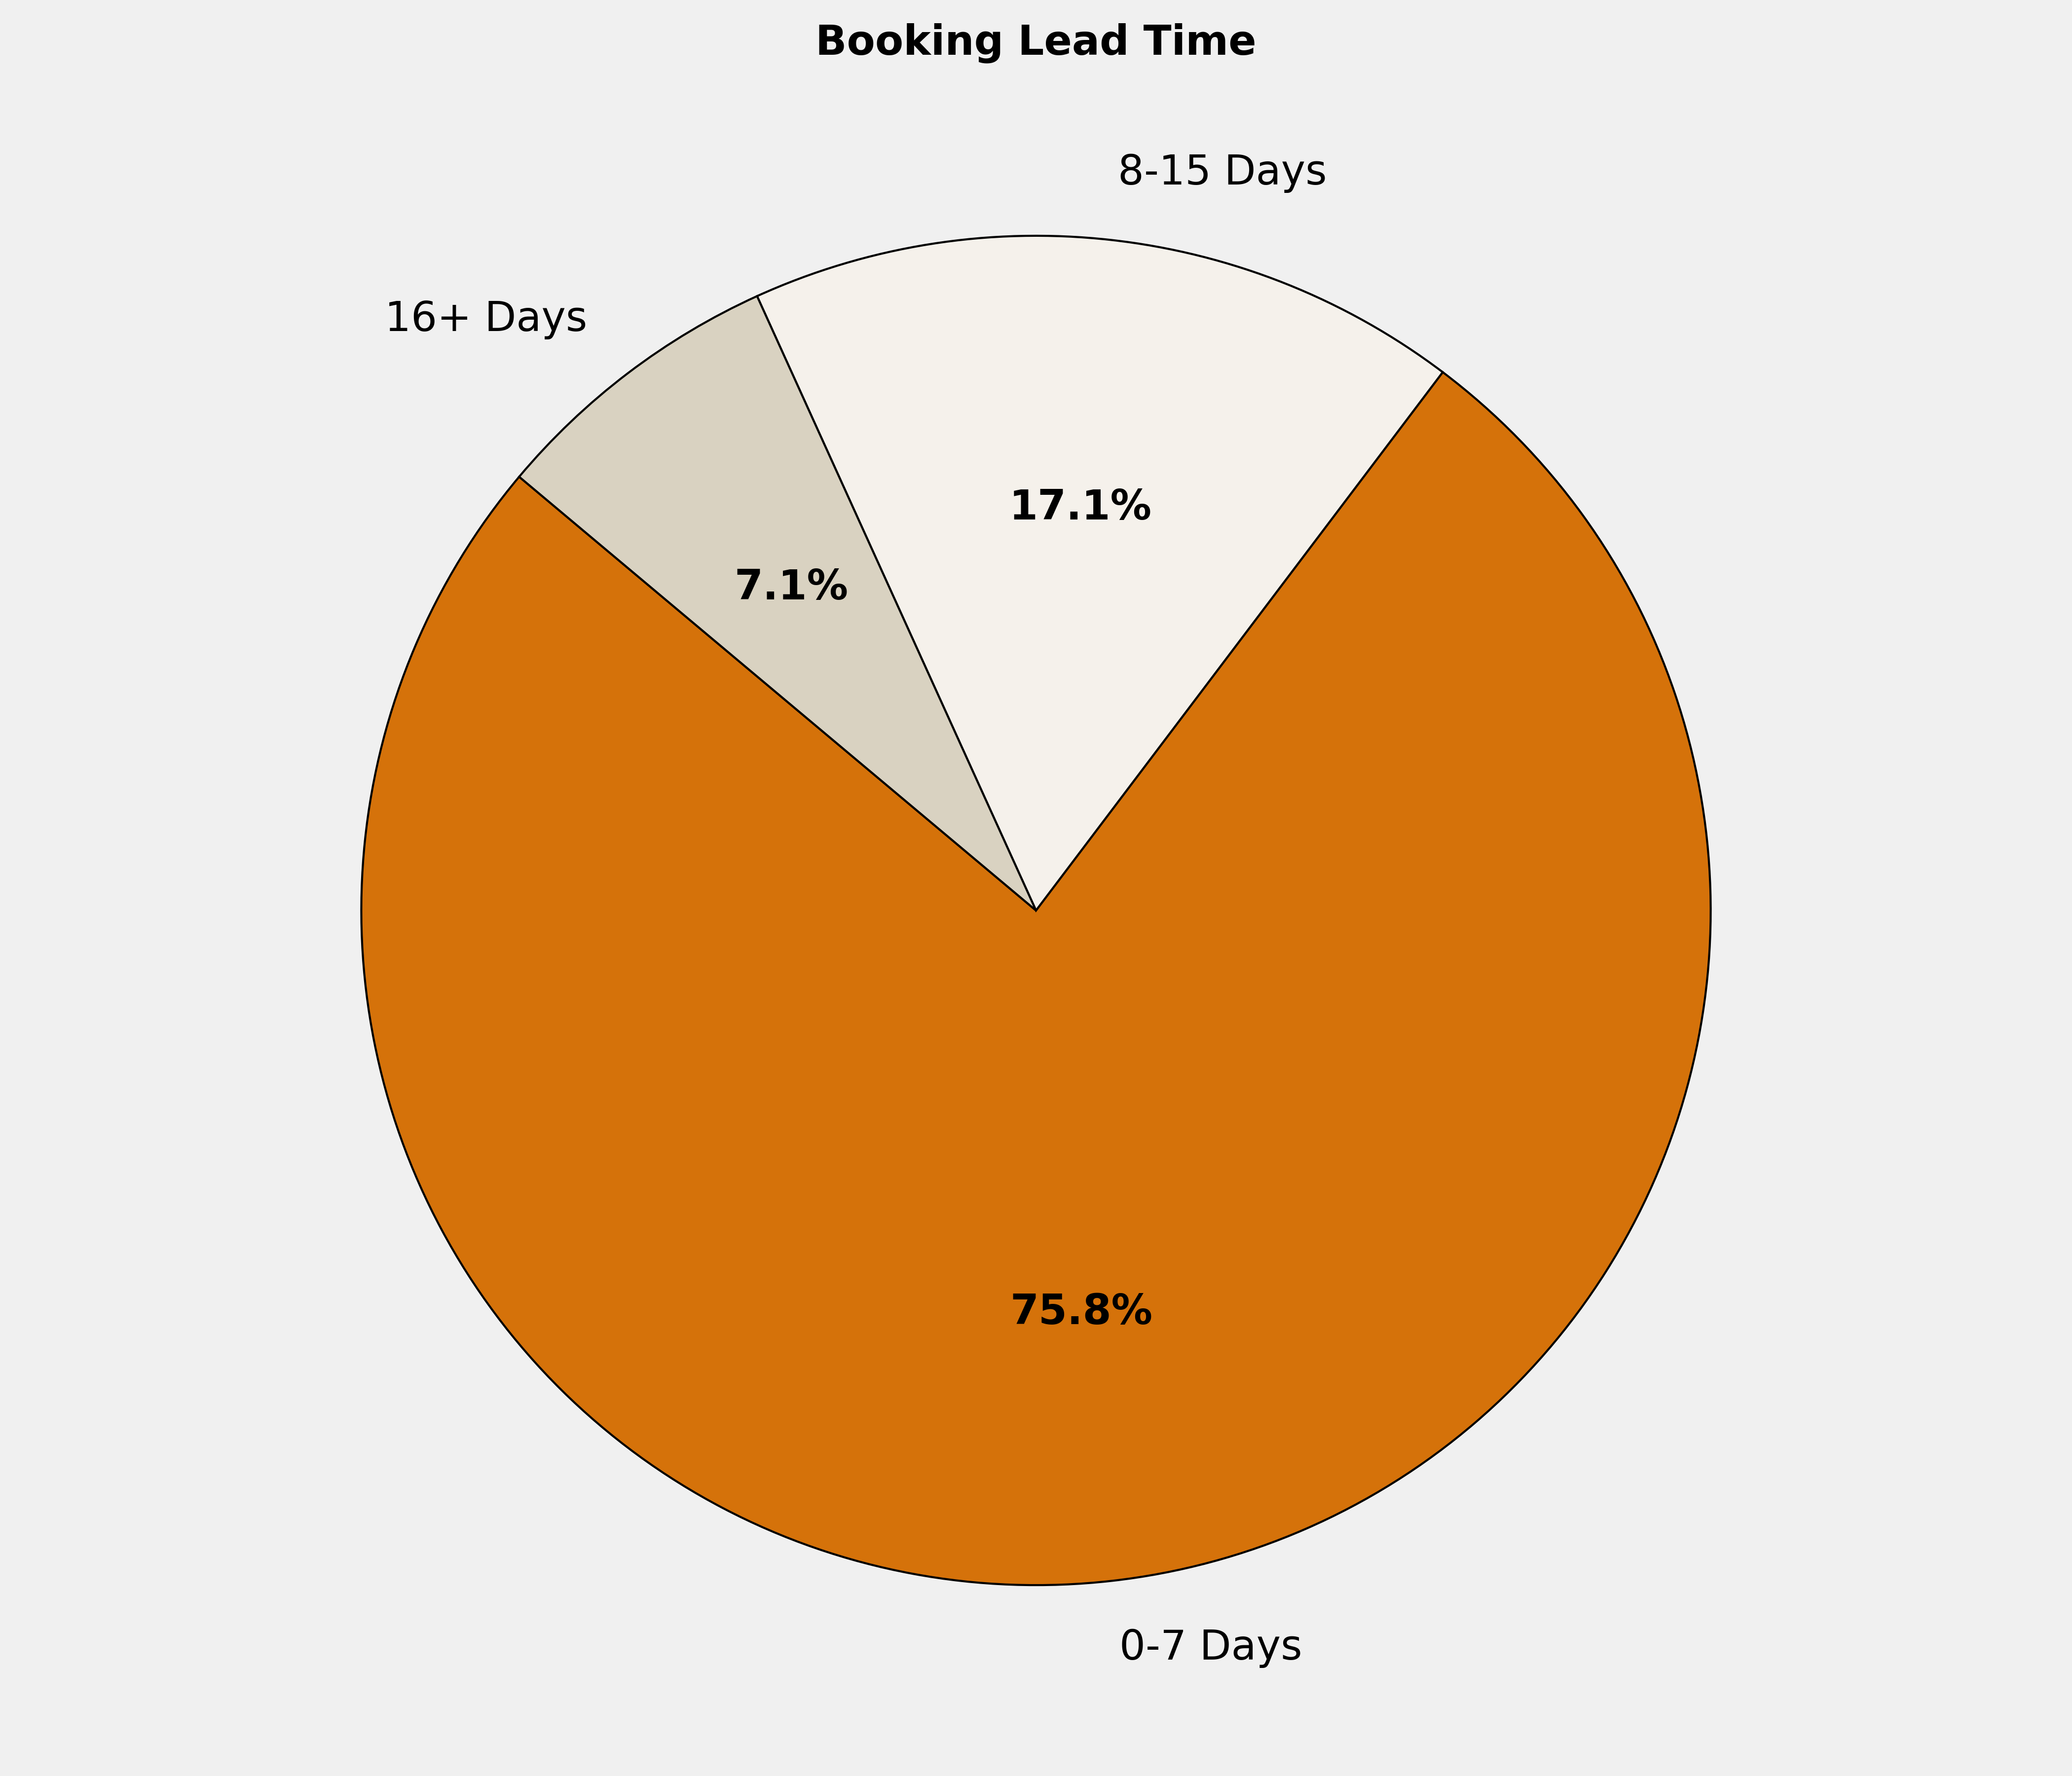 Booking Lead Time
8-15 Days
16+ Days
17.1%
7.1%
75.8%
0-7 Days